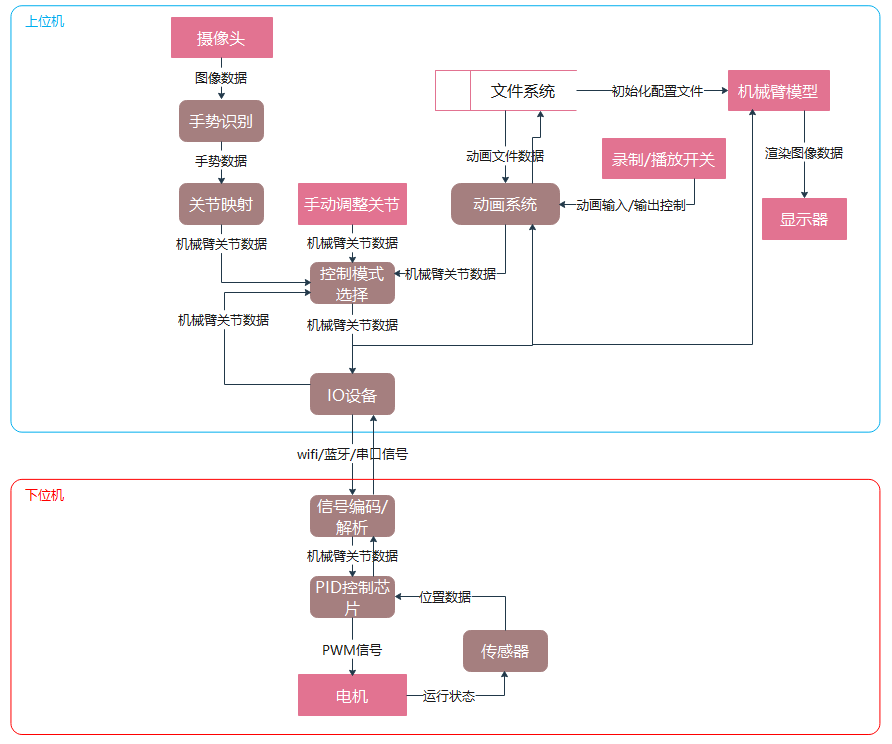 上位机
摄像头
图像数据
手势识别
手势数据
关节映射
机械臂关节数据
手动调整关节
机械臂关节数据
文件系统
初始化配置文件
机械臂模型
动画文件数据
录制/播放开关
渲染图像数据
动画系统
动画输入/输出控制
显示器
控制模式
选择
机械臂关节数据
机械臂关节数据
机械臂关节数据
IO设备
wifi/蓝牙/串口信号
下位机
信号编码/
解析
机械臂关节数据
PID控制芯
片
位置数据
PWM信号
传感器
电机
运行状态